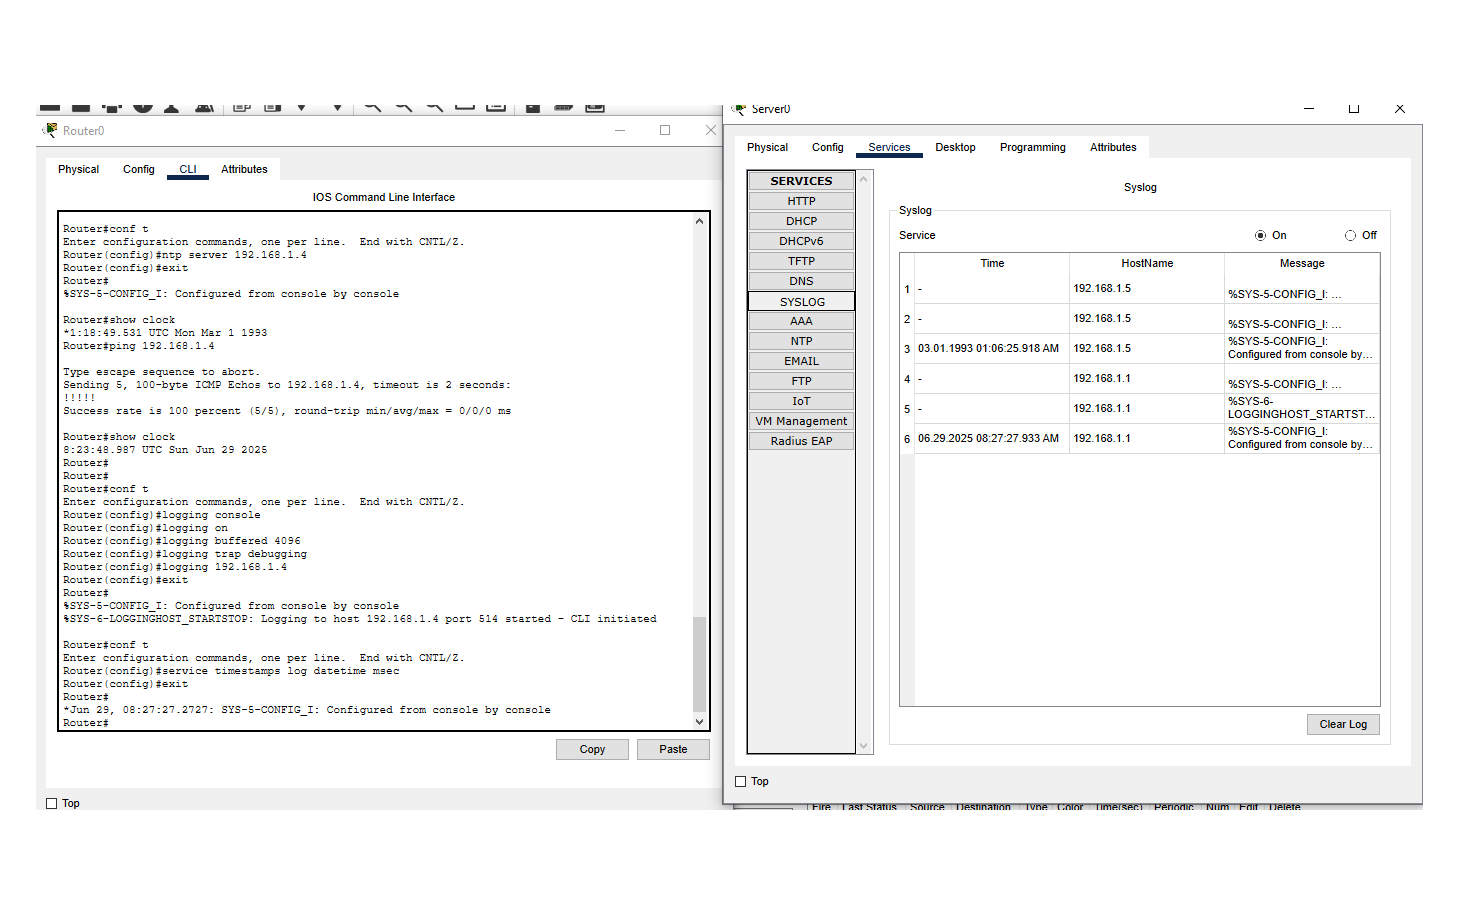 Router0
Physical Config CLI Attributes
IOS Command Line Interface
Router#conf t
Enter configuration commands, one per line. End with CNTL/Z.
Router(config)#ntp server 192.168.1.4
Router(config)#exit
Router#
%SYS-5-CONFIG_I: Configured from console by console
Router#show clock
*1:18:49.531 UTC Mon Mar 1 1993
Router#ping 192.168.1.4
Type escape sequence to abort.
Sending 5, 100-byte ICMP Echos to 192.168.1.4, timeout is 2 seconds:
!!!!!
Success rate is 100 percent (5/5), round-trip min/avg/max = 0/0/0 ms
Router#show clock
8:23:48.987 UTC Sun Jun 29 2025
Router#
Router#
Router#conf t
Enter configuration commands, one per line. End with CNTL/Z.
Router(config)#logging console
Router(config)#logging on
Router(config)#logging buffered 4096
Router(config)#logging trap debugging
Router(config)#logging 192.168.1.4
Router(config)#exit
Router#
%SYS-5-CONFIG_I: Configured from console by console
%SYS-6-LOGGINGHOST_STARTSTOP: Logging to host 192.168.1.4 port 514 started - CLI initiated
Router#conf t
Enter configuration commands, one per line. End with CNTL/Z.
Router(config)#service timestamps log datetime msec
Router(config)#exit
Router#
*Jun 29, 08:27:27.2727: SYS-5-CONFIG_I: Configured from console by console
Router#
Copy Paste
Top
Server0
Physical Config Services Desktop Programming Attributes
SERVICES
HTTP
DHCP
DHCPv6
TFTP
DNS
SYSLOG
AAA
NTP
EMAIL
FTP
IoT
VM Management
Radius EAP
Syslog
Syslog
Service On Off
Time HostName Message
1 - 192.168.1.5 %SYS-5-CONFIG_I: ...
2 - 192.168.1.5 %SYS-5-CONFIG_I: ...
3 03.01.1993 01:06:25.918 AM 192.168.1.5 %SYS-5-CONFIG_I:
Configured from console by...
4 - 192.168.1.1 %SYS-5-CONFIG_I: ...
5 - 192.168.1.1 %SYS-6-
LOGGINGHOST_STARTST...
6 06.29.2025 08:27:27.933 AM 192.168.1.1 %SYS-5-CONFIG_I:
Configured from console by...
Clear Log
Top
Fire Last Status Source Destination Type Color Time(sec) Periodic Num Edit Delete